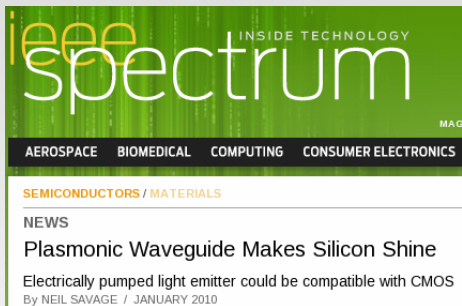 ieee
INSIDE TECHNOLOGY
spectrum
MAG
AEROSPACE BIOMEDICAL COMPUTING CONSUMER ELECTRONICS
SEMICONDUCTORS / MATERIALS
NEWS
Plasmonic Waveguide Makes Silicon Shine
Electrically pumped light emitter could be compatible with CMOS
By NEIL SAVAGE / JANUARY 2010